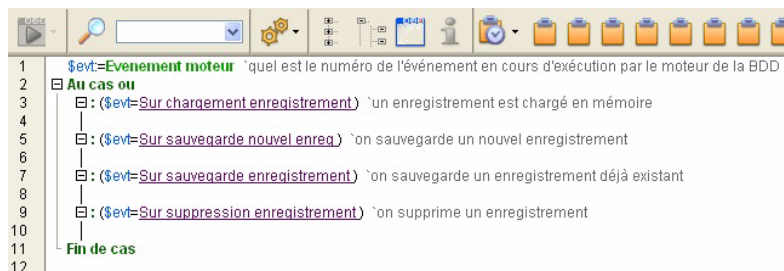 1 $evt:=Evenement moteur `quel est le numéro de l'événement en cours d'exécution par le moteur de la BDD
2 Au cas ou
3 : ($evt=Sur chargement enregistrement) `un enregistrement est chargé en mémoire
4
5 : ($evt=Sur sauvegarde nouvel enreg) `on sauvegarde un nouvel enregistrement
6
7 : ($evt=Sur sauvegarde enregistrement) `on sauvegarde un enregistrement déjà existant
8
9 : ($evt=Sur suppression enregistrement) `on supprime un enregistrement
10
11 Fin de cas
12